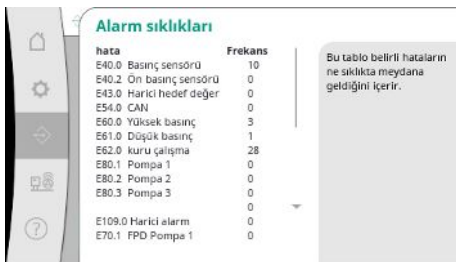 Alarm sıklıkları
hata Frekans
E40.0 Basınç sensörü 10
E40.2 Ön basınç sensörü 0
E43.0 Harici hedef değer 0
E54.0 CAN 0
E60.0 Yüksek basınç 3
E61.0 Düşük basınç 1
E62.0 kuru çalışma 28
E80.1 Pompa 1 0
E80.2 Pompa 2 0
E80.3 Pompa 3 0
0
E109.0 Harici alarm 0
E70.1 FPD Pompa 1 0
Bu tablo belirli hataların
ne sıklıkta meydana
geldiğini içerir.
?